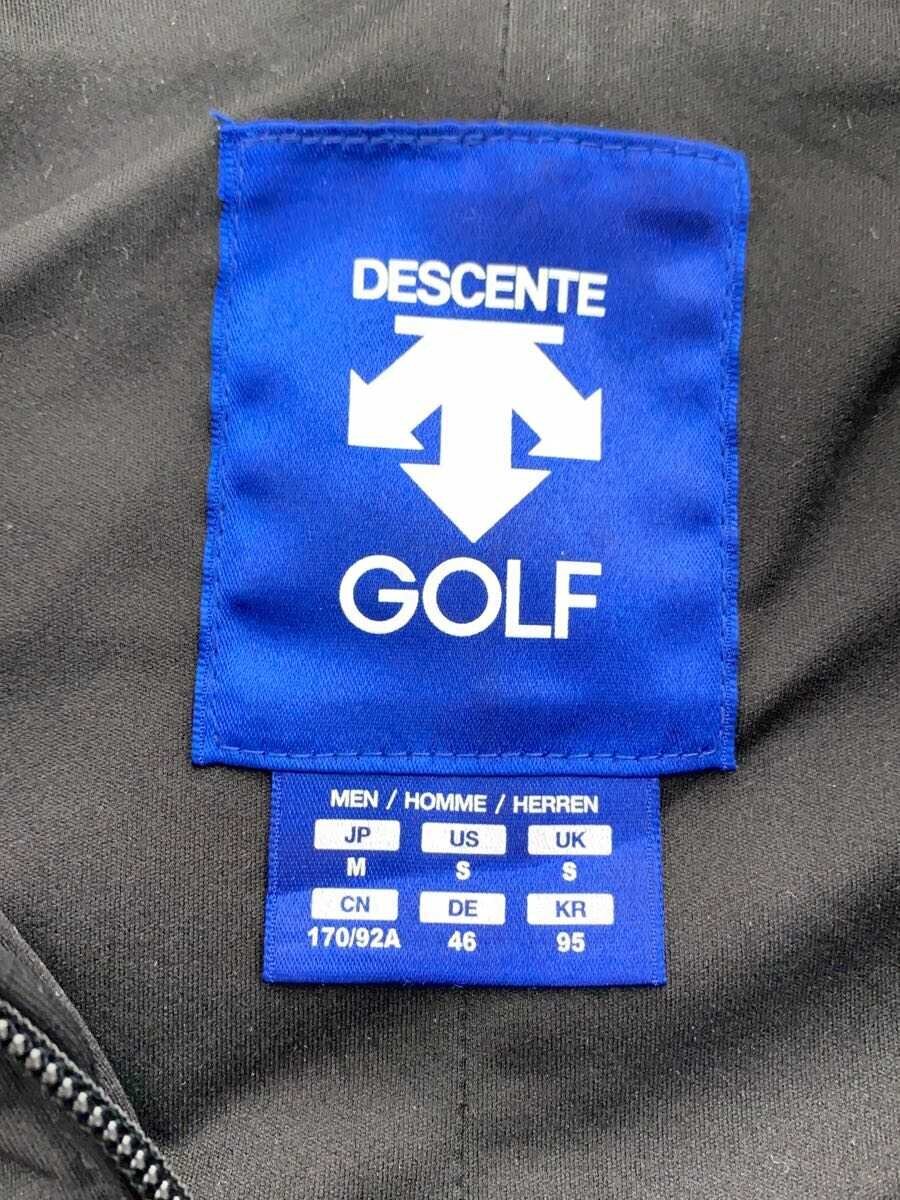 DESCENTE
GOLF
MEN / HOMME / HERREN
JP US UK
M S S
CN DE KR
170/92A 46 95